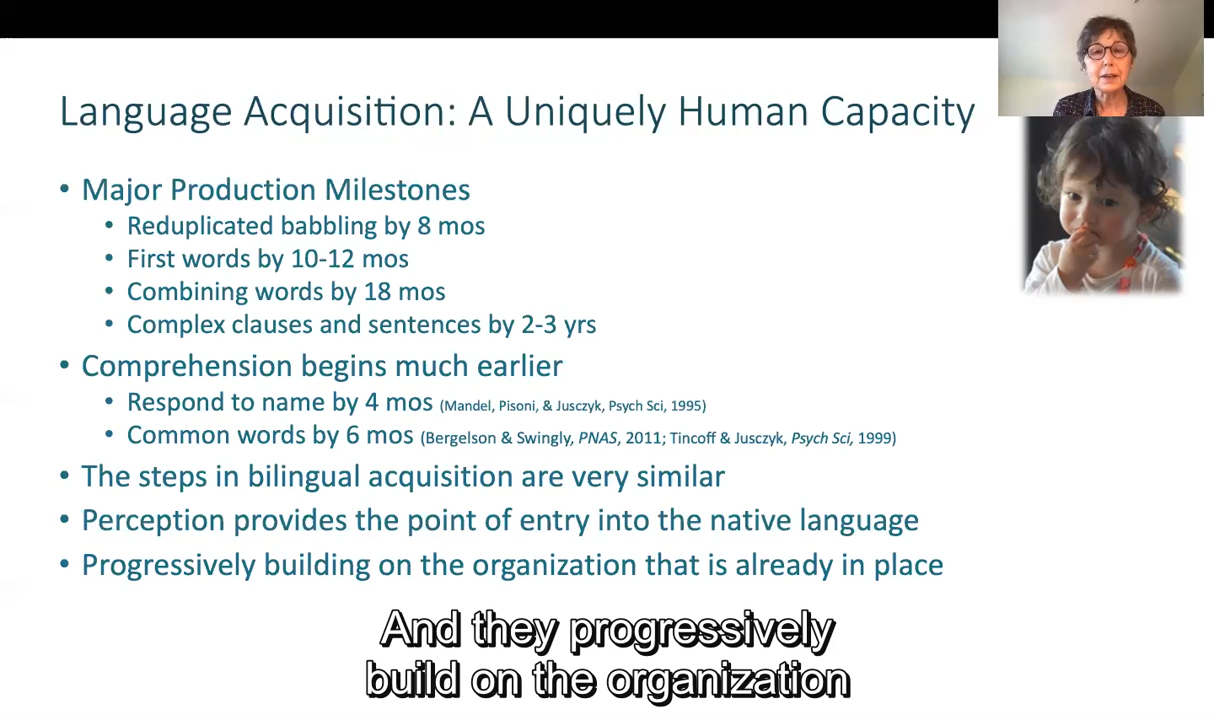 Language Acquisition: A Uniquely Human Capacity
• Major Production Milestones
• Reduplicated babbling by 8 mos
• First words by 10-12 mos
• Combining words by 18 mos
• Complex clauses and sentences by 2-3 yrs
• Comprehension begins much earlier
• Respond to name by 4 mos (Mandel, Pisoni, & Jusczyk, Psych Sci, 1995)
• Common words by 6 mos (Bergelson & Swingly, PNAS, 2011; Tincoff & Jusczyk, Psych Sci, 1999)
• The steps in bilingual acquisition are very similar
• Perception provides the point of entry into the native language
• Progressively building on the organization that is already in place
And they progressively
build on the organization